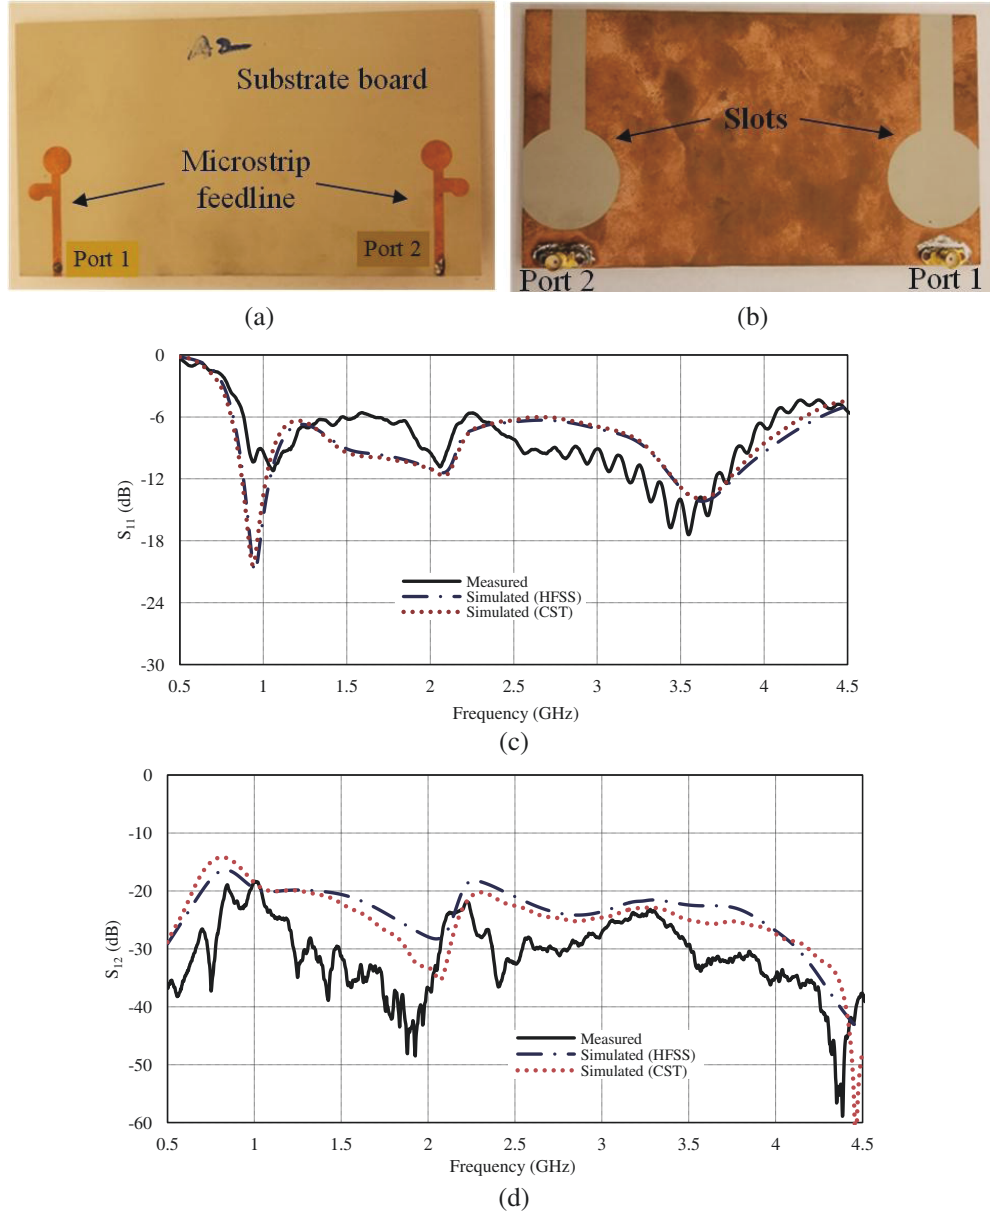 A2
Substrate board
Microstrip
feedline
Port 1
Port 2
(a)
Slots
Port 2
Port 1
(b)
0
-6
-12
-18
-24
-30
S11 (dB)
Measured
Simulated (HFSS)
Simulated (CST)
0.5 1 1.5 2 2.5 3 3.5 4 4.5
Frequency (GHz)
(c)
0
-10
-20
-30
-40
-50
-60
S12 (dB)
Measured
Simulated (HFSS)
Simulated (CST)
0.5 1 1.5 2 2.5 3 3.5 4 4.5
Frequency (GHz)
(d)